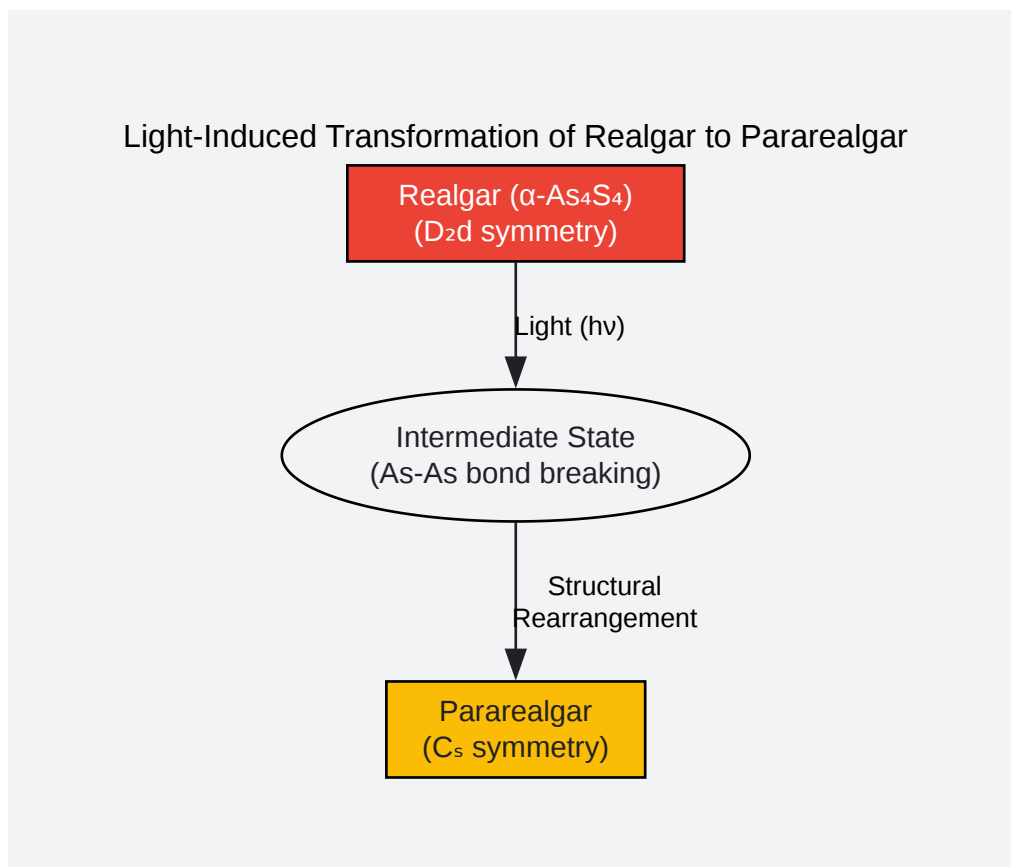 Light-Induced Transformation of Realgar to Pararealgar
Realgar (α-As₄S₄)
(D₂d symmetry)
Light (hν)
Intermediate State
(As-As bond breaking)
Structural
Rearrangement
Pararealgar
(Cₛ symmetry)